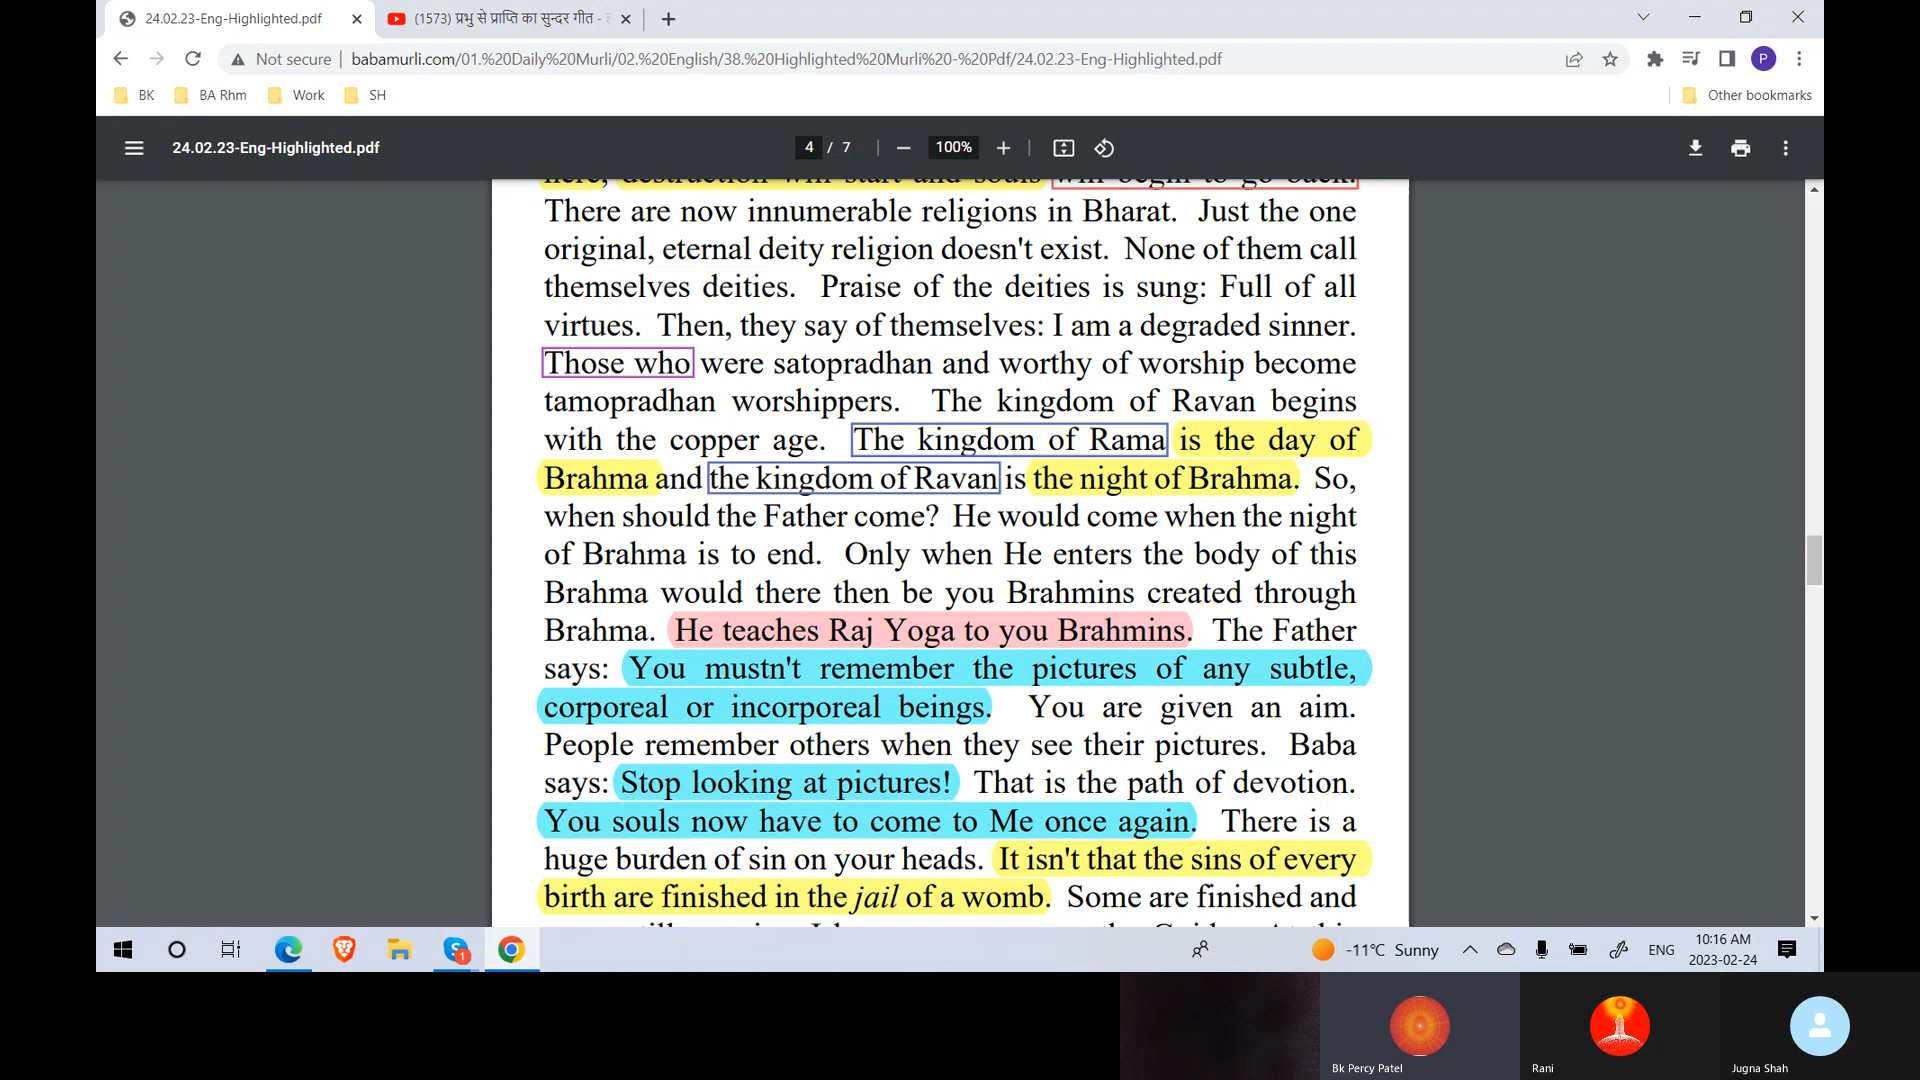 24.02.23-Eng-Highlighted.pdf
(1573) प्रभु से प्राप्ति का सुन्दर गीत -
Not secure | babamurli.com/01.%20Daily%20Murli/02.%20English/38.%20Highlighted%20Murli%20-%20Pdf/24.02.23-Eng-Highlighted.pdf
P
BK
BA Rhm
Work
SH
Other bookmarks
24.02.23-Eng-Highlighted.pdf
4 / 7
100%
here, destruction will start and souls will begin to go back.
There are now innumerable religions in Bharat. Just the one
original, eternal deity religion doesn't exist. None of them call
themselves deities. Praise of the deities is sung: Full of all
virtues. Then, they say of themselves: I am a degraded sinner.
Those who were satopradhan and worthy of worship become
tamopradhan worshippers. The kingdom of Ravan begins
with the copper age. The kingdom of Rama is the day of
Brahma and the kingdom of Ravan is the night of Brahma. So,
when should the Father come? He would come when the night
of Brahma is to end. Only when He enters the body of this
Brahma would there then be you Brahmins created through
Brahma. He teaches Raj Yoga to you Brahmins. The Father
says: You mustn't remember the pictures of any subtle,
corporeal or incorporeal beings. You are given an aim.
People remember others when they see their pictures. Baba
says: Stop looking at pictures! That is the path of devotion.
You souls now have to come to Me once again. There is a
huge burden of sin on your heads. It isn't that the sins of every
birth are finished in the jail of a womb. Some are finished and
1
-11°C Sunny
ENG
10:16 AM
2023-02-24
Bk Percy Patel
Rani
Jugna Shah